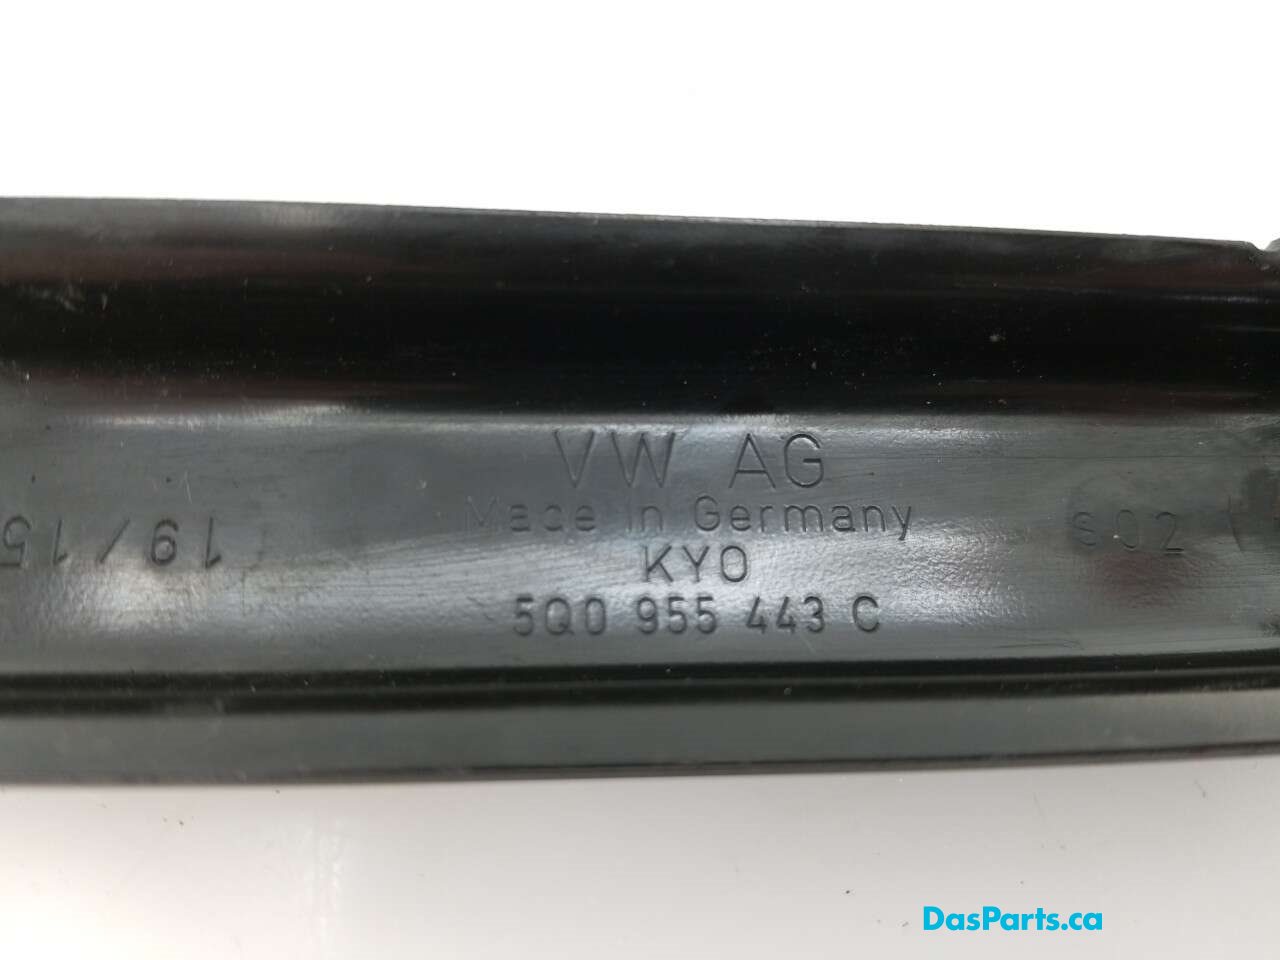 VW AG
Made in Germany
KYO
5Q0 955 443 C
S02
19/15
DasParts.ca